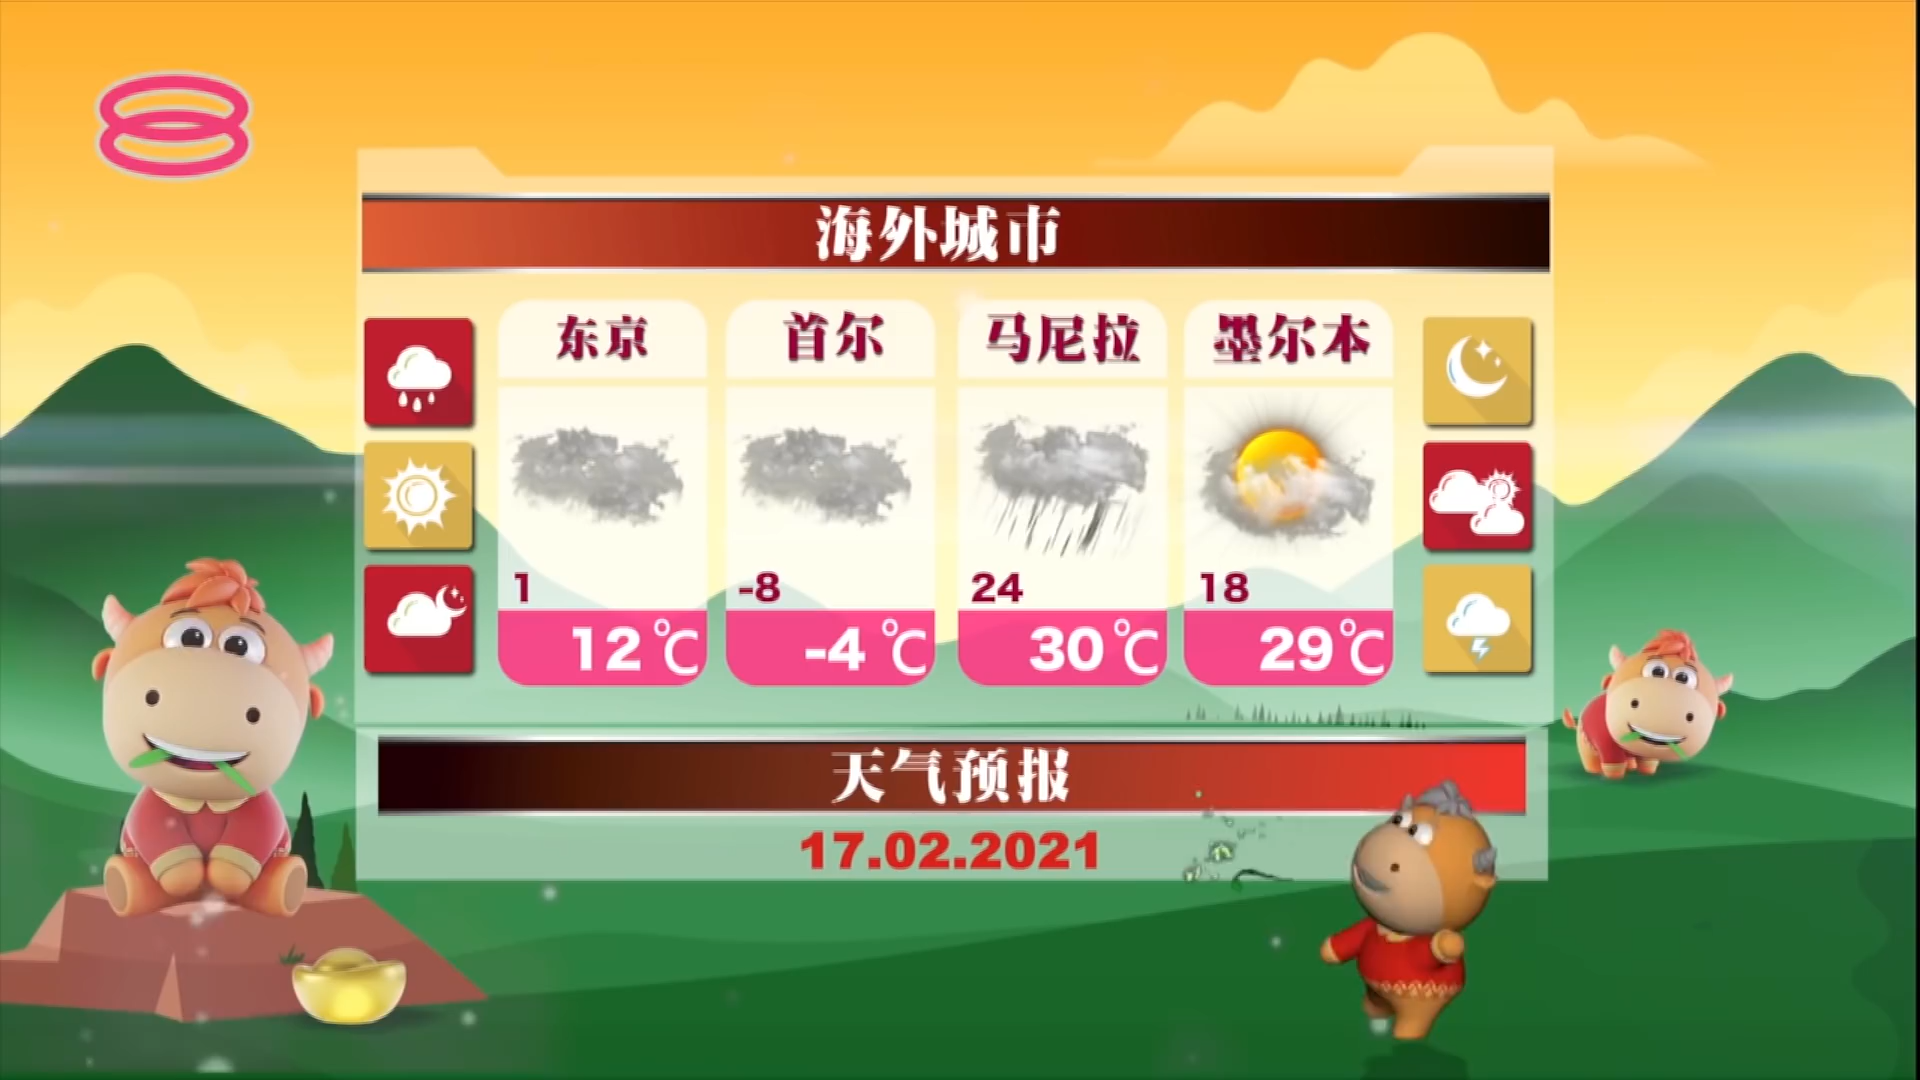 海外城市
东京 首尔 马尼拉 墨尔本
1 -8 24 18
12℃ -4℃ 30℃ 29℃
天气预报
17.02.2021